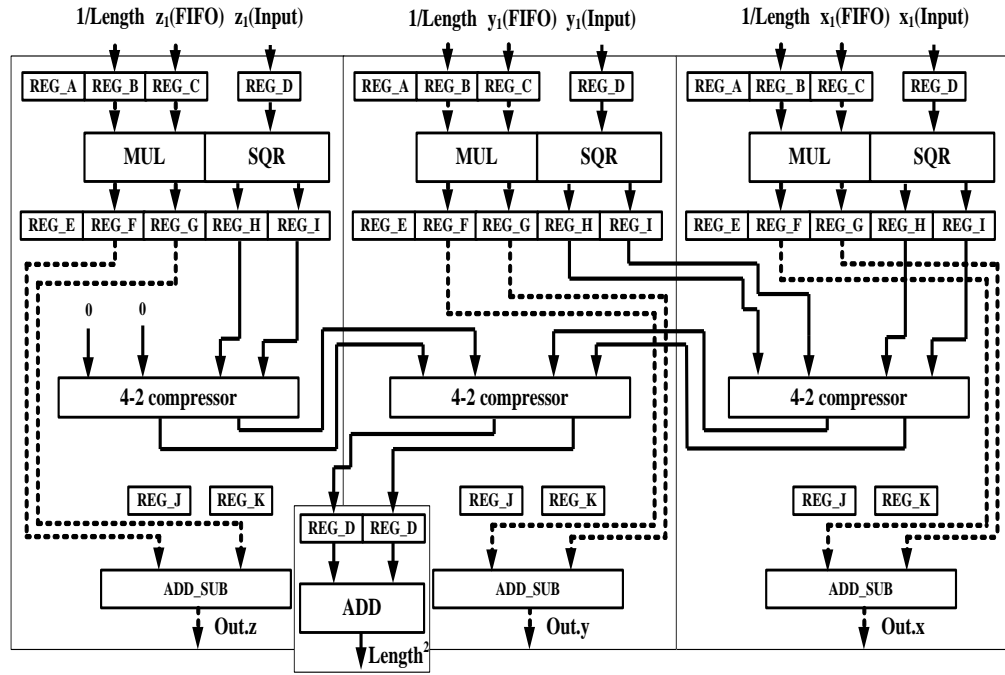 1/Length z₁(FIFO) z₁(Input) 1/Length y₁(FIFO) y₁(Input) 1/Length x₁(FIFO) x₁(Input)
REG_A REG_B REG_C REG_D REG_A REG_B REG_C REG_D REG_A REG_B REG_C REG_D
MUL SQR MUL SQR MUL SQR
REG_E REG_F REG_G REG_H REG_I REG_E REG_F REG_G REG_H REG_I REG_E REG_F REG_G REG_H REG_I
0 0
4-2 compressor 4-2 compressor 4-2 compressor
REG_J REG_K REG_J REG_K REG_J REG_K
REG_D REG_D
ADD_SUB ADD_SUB ADD_SUB
ADD
Out.z Out.y Out.x
Length²